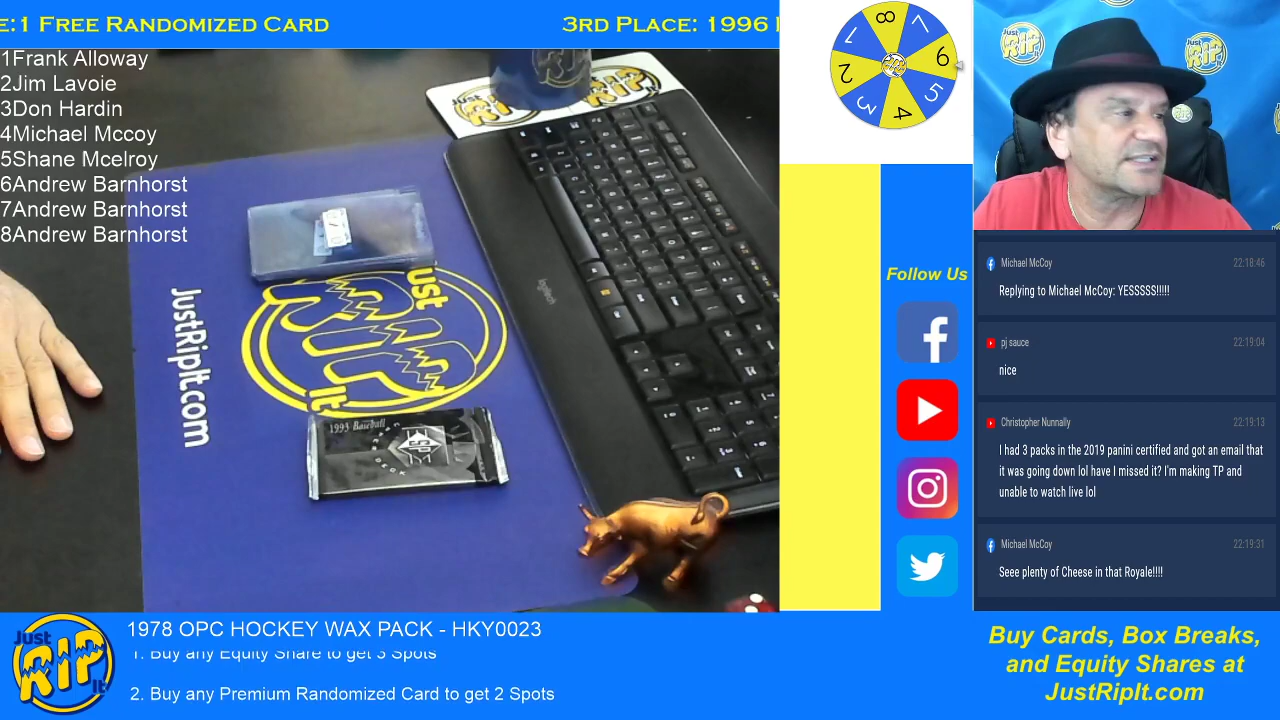 E:1 FREE RANDOMIZED CARD
3RD PLACE: 1996
1Frank Alloway
2Jim Lavoie
3Don Hardin
4Michael Mccoy
5Shane Mcelroy
6Andrew Barnhorst
7Andrew Barnhorst
8Andrew Barnhorst
8
7
6
5
4
3
2
1
Just
RIP
It
JustRipIt.com
logitech
1993 Baseball
SP
UPPER DECK
Follow Us
Michael McCoy 22:18:46
Replying to Michael McCoy: YESSSSS!!!!!
pj sauce 22:19:04
nice
Christopher Nunnally 22:19:13
I had 3 packs in the 2019 panini certified and got an email that
it was going down lol have I missed it? I'm making TP and
unable to watch live lol
Michael McCoy 22:19:31
Seee plenty of Cheese in that Royale!!!!
Just
RIP
It
1978 OPC HOCKEY WAX PACK - HKY0023
1. Buy any Equity Share to get 3 Spots
2. Buy any Premium Randomized Card to get 2 Spots
Buy Cards, Box Breaks,
and Equity Shares at
JustRipIt.com